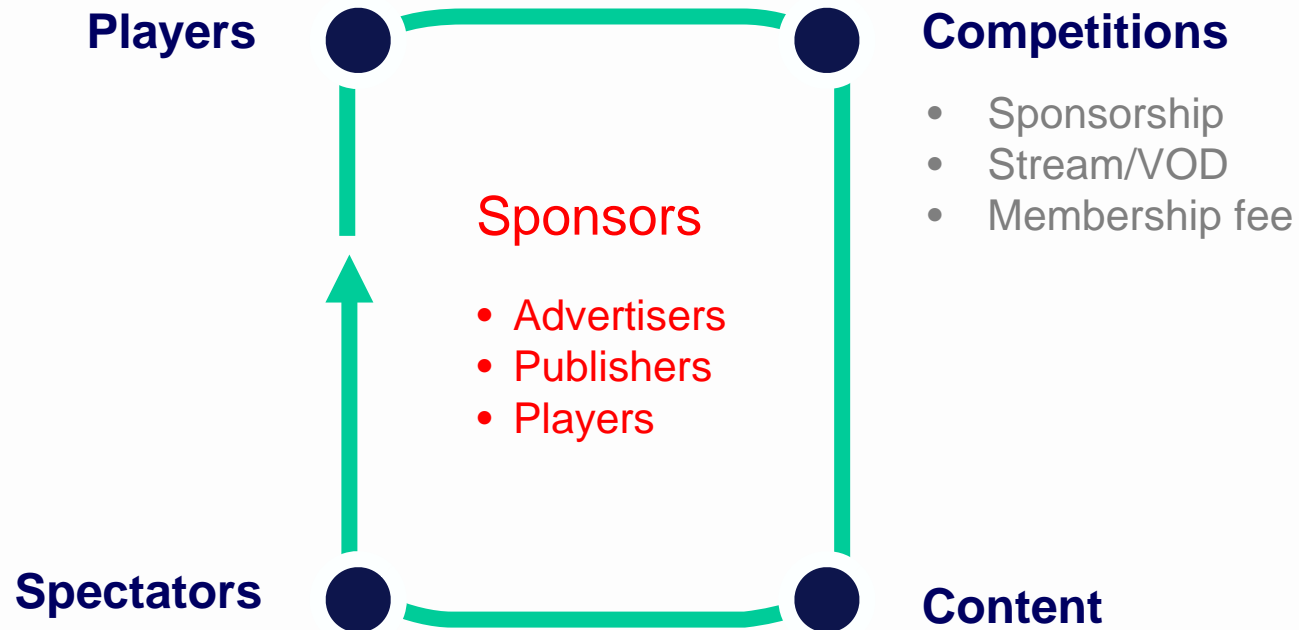 Players
Competitions
• Sponsorship
• Stream/VOD
• Membership fee
Sponsors
• Advertisers
• Publishers
• Players
Spectators
Content